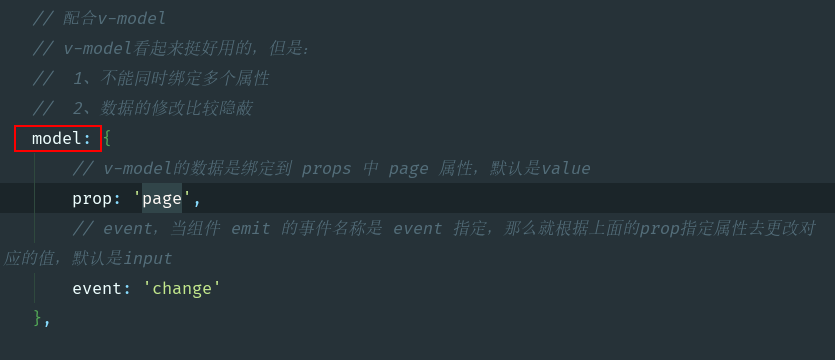 // 配合v-model
// v-model看起来挺好用的，但是：
// 1、不能同时绑定多个属性
// 2、数据的修改比较隐蔽
model: {
// v-model的数据是绑定到 props 中 page 属性，默认是value
prop: 'page',
// event，当组件 emit 的事件名称是 event 指定，那么就根据上面的prop指定属性去更改对
应的值，默认是input
event: 'change'
},